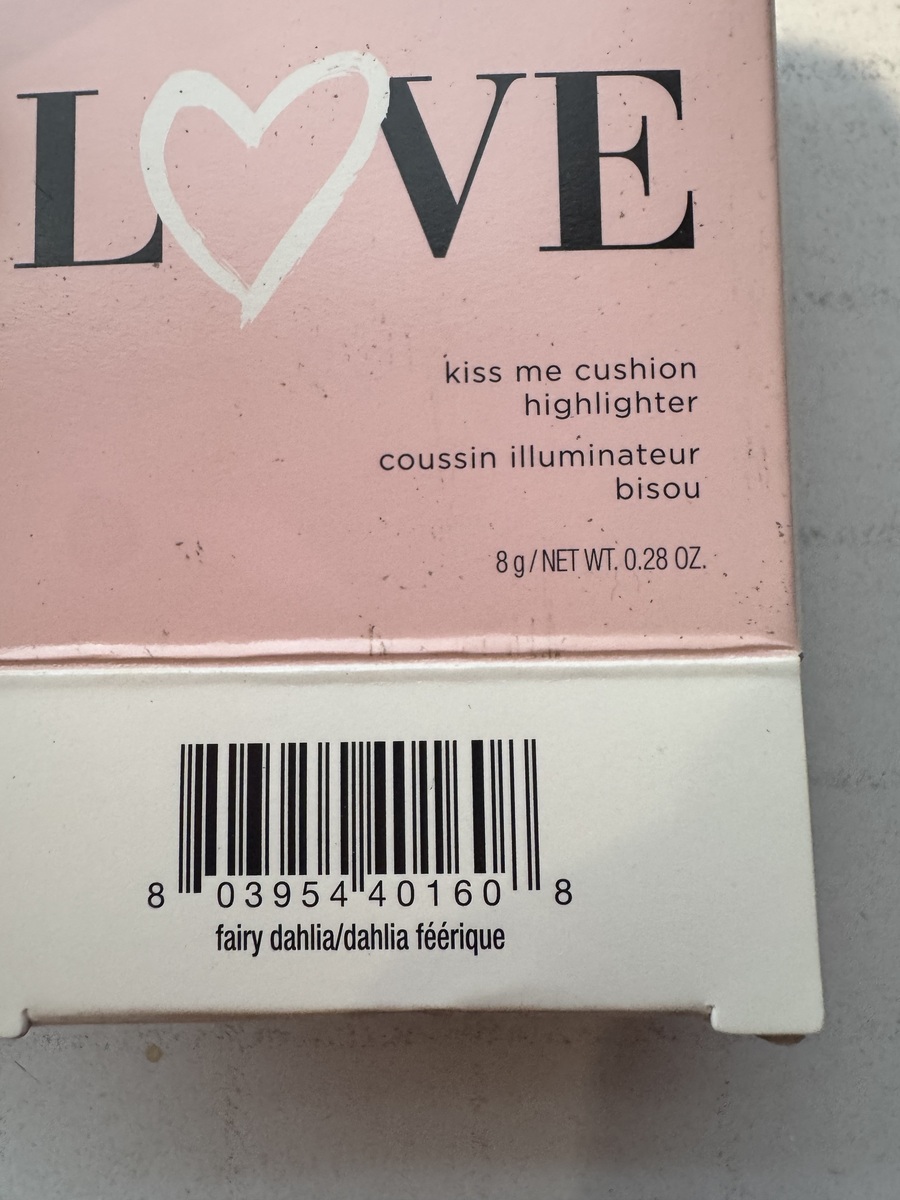 LOVE
kiss me cushion
highlighter
coussin illuminateur
bisou
8 g / NET WT. 0.28 OZ.
8 03954 40160 8
fairy dahlia/dahlia féérique